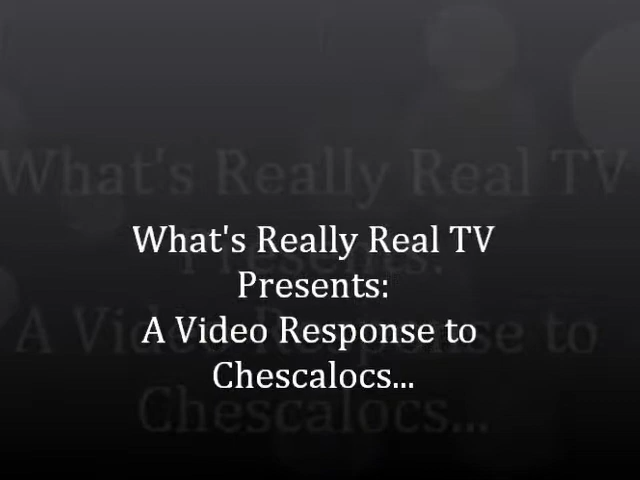 What's Really Real TV
Presents:
A Video Response to
Chescalocs...